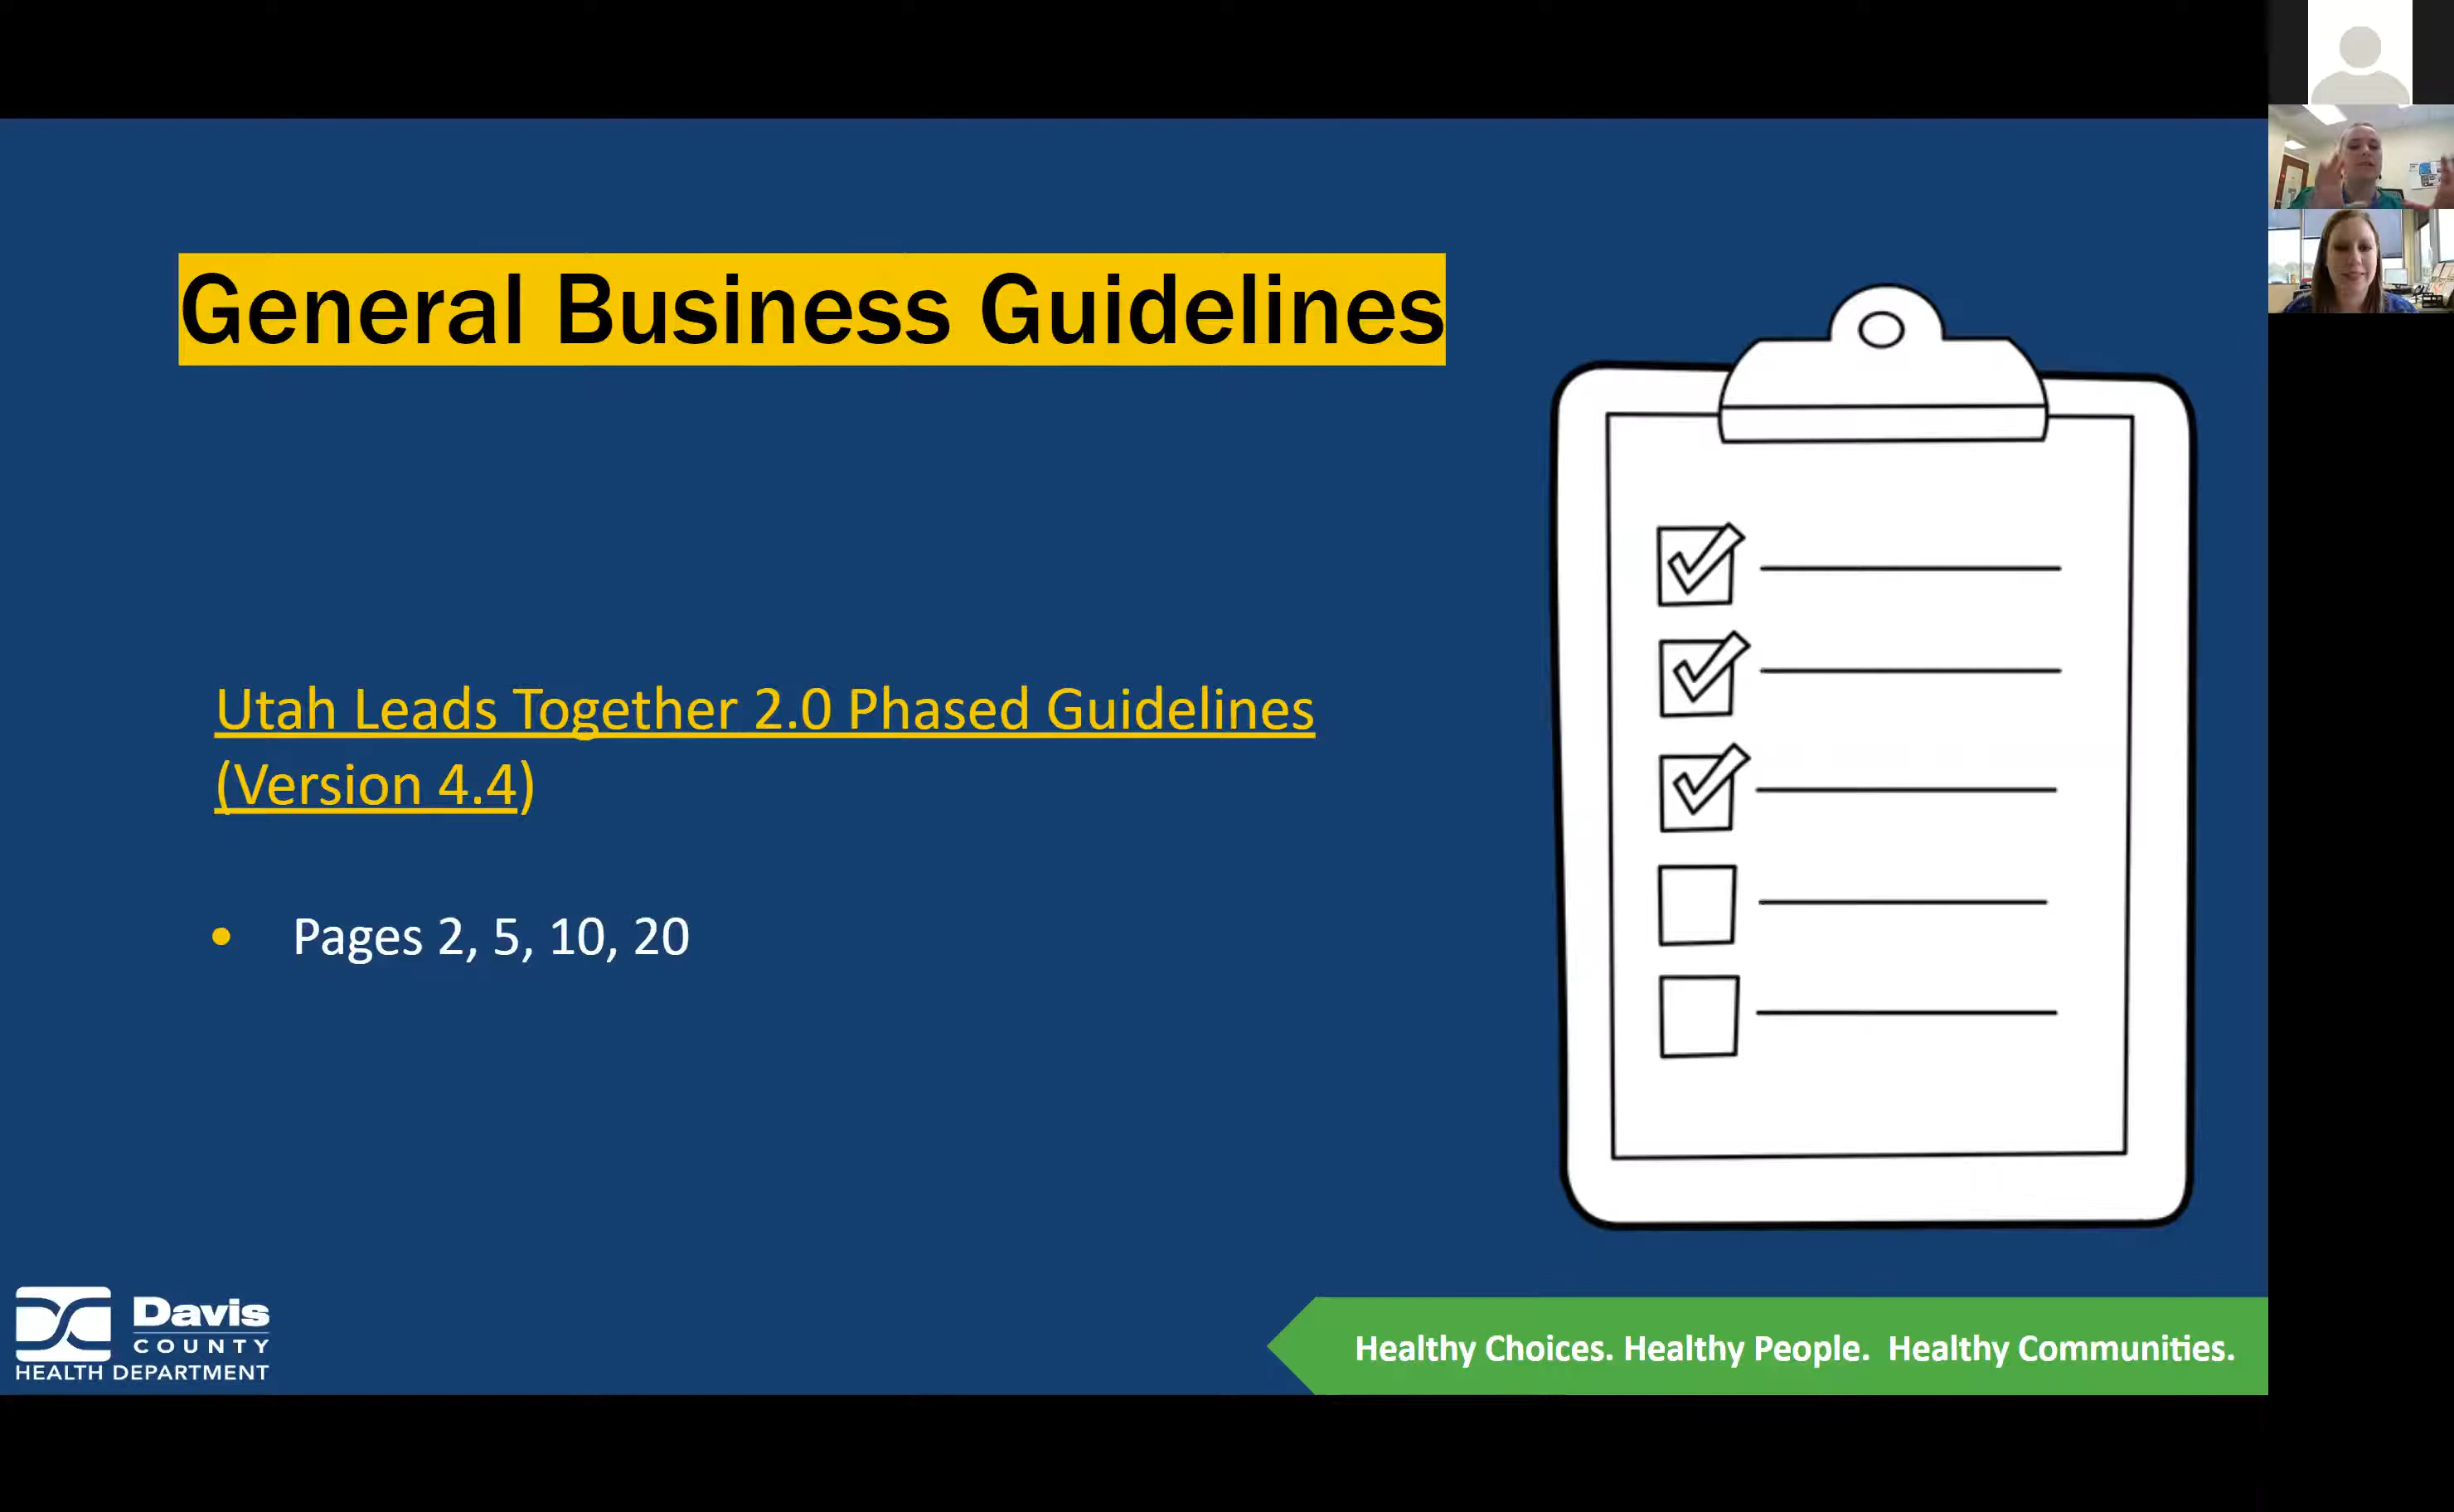 General Business Guidelines
Utah Leads Together 2.0 Phased Guidelines
(Version 4.4)
• Pages 2, 5, 10, 20
Davis
COUNTY
HEALTH DEPARTMENT
Healthy Choices. Healthy People. Healthy Communities.